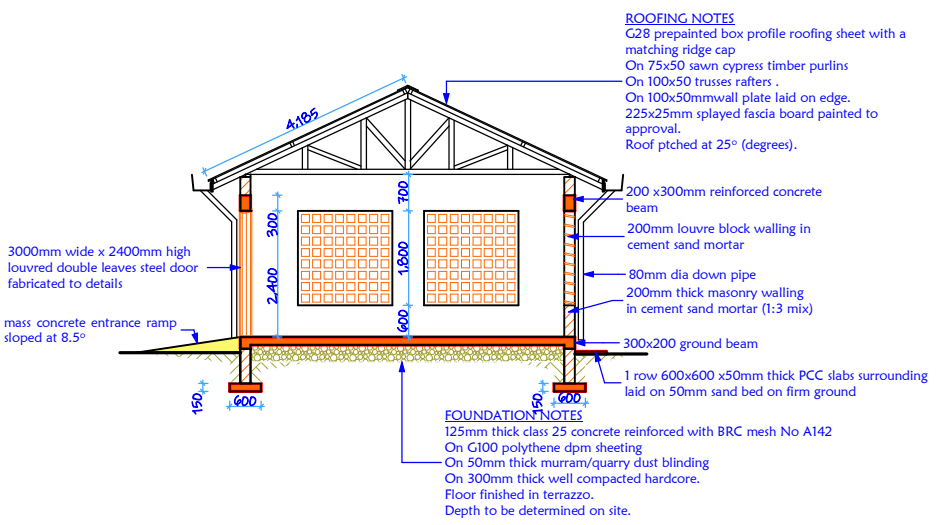 ROOFING NOTES
G28 prepainted box profile roofing sheet with a
matching ridge cap
On 75x50 sawn cypress timber purlins
On 100x50 trusses rafters .
On 100x50mmwall plate laid on edge.
225x25mm splayed fascia board painted to
approval.
Roof ptched at 25° (degrees).
4,185
200 x300mm reinforced concrete
beam
700
300
200mm louvre block walling in
cement sand mortar
3000mm wide x 2400mm high
louvred double leaves steel door
fabricated to details
1,800
2,400
80mm dia down pipe
200mm thick masonry walling
in cement sand mortar (1:3 mix)
600
mass concrete entrance ramp
sloped at 8.5°
300x200 ground beam
1 row 600x600 x50mm thick PCC slabs surrounding
laid on 50mm sand bed on firm ground
150
600
150
600
FOUNDATION NOTES
125mm thick class 25 concrete reinforced with BRC mesh No A142
On G100 polythene dpm sheeting
On 50mm thick murram/quarry dust blinding
On 300mm thick well compacted hardcore.
Floor finished in terrazzo.
Depth to be determined on site.